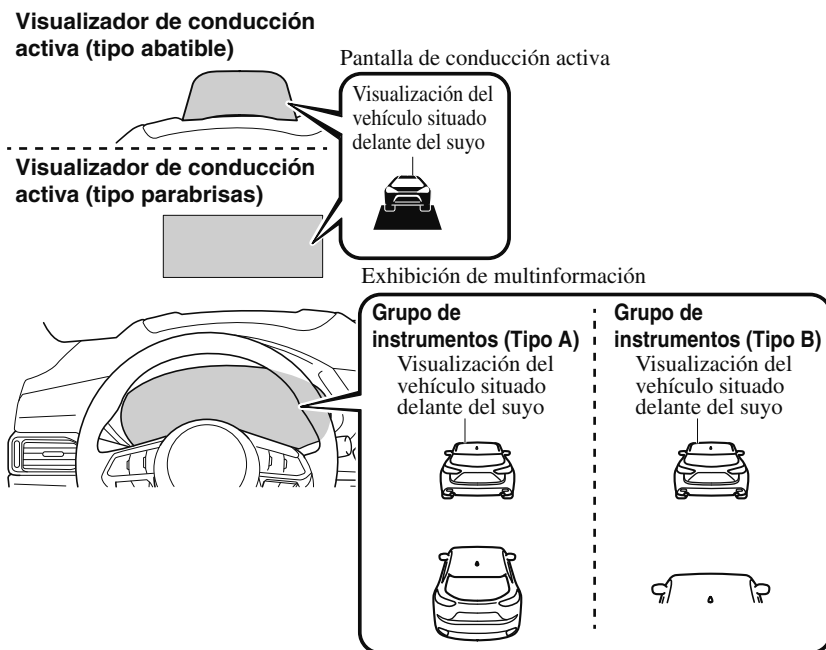 Visualizador de conducción
activa (tipo abatible)
Pantalla de conducción activa
Visualización del
vehículo situado
delante del suyo
Visualizador de conducción
activa (tipo parabrisas)
Exhibición de multinformación
Grupo de
instrumentos (Tipo A)
Visualización del
vehículo situado
delante del suyo
Grupo de
instrumentos (Tipo B)
Visualización del
vehículo situado
delante del suyo